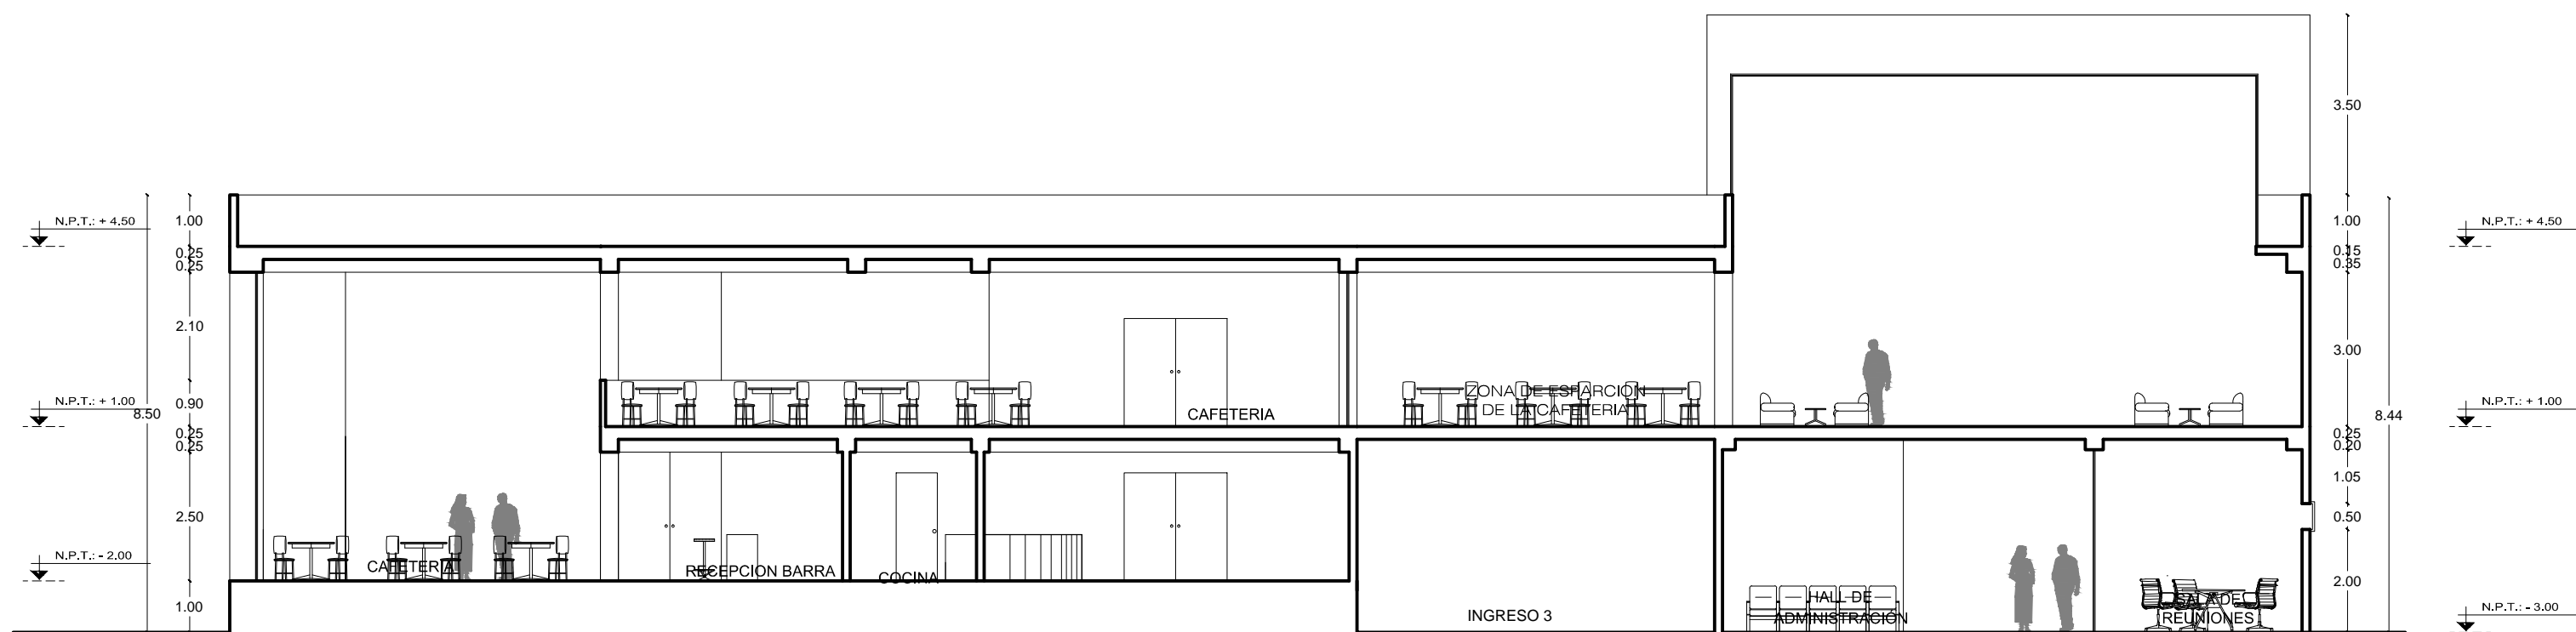 3.50
N.P.T.: + 4.50
1.00
0.25
0.25
2.10
N.P.T.: + 1.00
8.50
0.90
0.25
0.25
2.50
N.P.T.: - 2.00
1.00
CAFETERIA
ZONA DE ESPARCION
DE LA CAFETERIA
CAFETERIA
RECEPCION BARRA
COCINA
INGRESO 3
HALL DE
ADMINISTRACIÓN
SALA DE
REUNIONES
1.00
0.15
0.35
3.00
0.25
0.20
1.05
0.50
2.00
8.44
N.P.T.: + 4.50
N.P.T.: + 1.00
N.P.T.: - 3.00